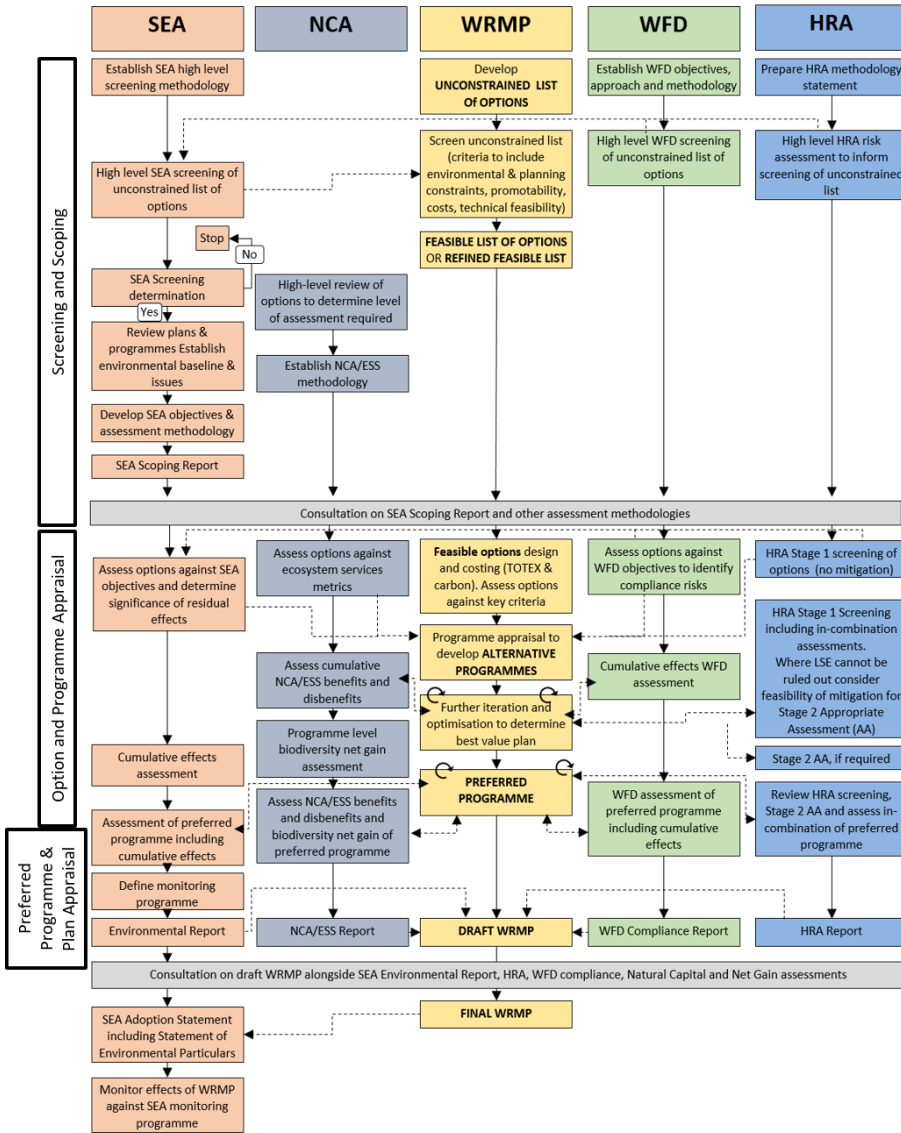 SEA
NCA
WRMP
WFD
HRA
Screening and Scoping
Establish SEA high level
screening methodology
Develop
UNCONSTRAINED LIST
Of OPTIONS
Establish WFD objectives,
approach and methodology
Prepare HRA methodology
statement
High level SEA screening of
unconstrained list of
options
Screen unconstrained list
(criteria to include
environmental & planning
constraints, promotability,
costs, technical feasibility)
High level WFD screening
of unconstrained list of
options
High level HRA risk
assessment to inform
screening of unconstrained
list
Stop
No
FEASIBLE LIST OF OPTIONS
OR REFINED FEASIBLE LIST
SEA Screening
determination
Yes
High-level review of
options to determine level
of assessment required
Review plans &
programmes Establish
environmental baseline &
issues
Establish NCA/ESS
methodology
Develop SEA objectives &
assessment methodology
SEA Scoping Report
Consultation on SEA Scoping Report and other assessment methodologies
Option and Programme Appraisal
Assess options against SEA
objectives and determine
significance of residual
effects
Assess options against
ecosystem services
metrics
Feasible options design
and costing (TOTEX &
carbon). Assess options
against key criteria
Assess options against
WFD objectives to identify
compliance risks
HRA Stage 1 screening of
options (no mitigation)
Programme appraisal to
develop ALTERNATIVE
PROGRAMMES
HRA Stage 1 Screening
including in-combination
assessments.
Where LSE cannot be
ruled out consider
feasibility of mitigation for
Stage 2 Appropriate
Assessment (AA)
Assess cumulative
NCA/ESS benefits and
disbenefits
Cumulative effects WFD
assessment
Further iteration and
optimisation to determine
best value plan
Programme level
biodiversity net gain
assessment
Cumulative effects
assessment
Stage 2 AA, if required
PREFERRED
PROGRAMME
Assessment of preferred
programme including
cumulative effects
Assess NCA/ESS benefits
and disbenefits and
biodiversity net gain of
preferred programme
WFD assessment of
preferred programme
including cumulative
effects
Review HRA screening,
Stage 2 AA and assess in-
combination of preferred
programme
Preferred
Programme &
Plan Appraisal
Define monitoring
programme
Environmental Report
NCA/ESS Report
DRAFT WRMP
WFD Compliance Report
HRA Report
Consultation on draft WRMP alongside SEA Environmental Report, HRA, WFD compliance, Natural Capital and Net Gain assessments
SEA Adoption Statement
including Statement of
Environmental Particulars
FINAL WRMP
Monitor effects of WRMP
against SEA monitoring
programme